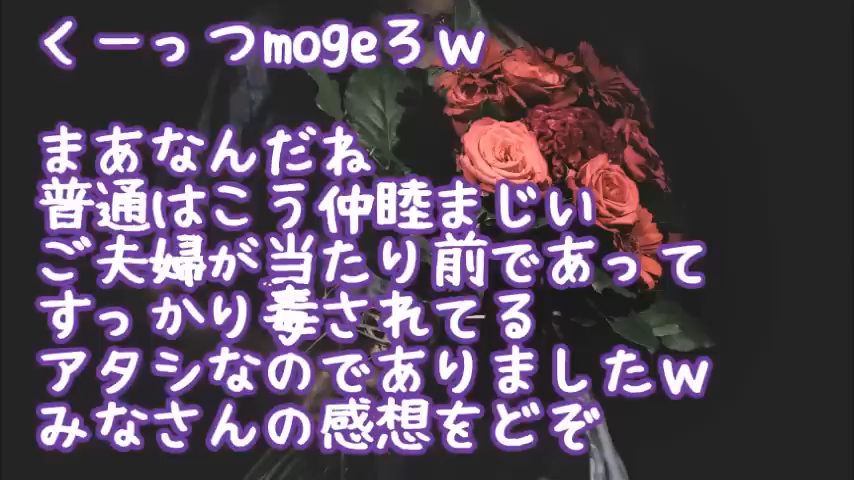 くーっつmogeろｗ
まあなんだね
普通はこう仲睦まじい
ご夫婦が当たり前であって
すっかり毒されてる
アタシなのでありましたｗ
みなさんの感想をどぞ